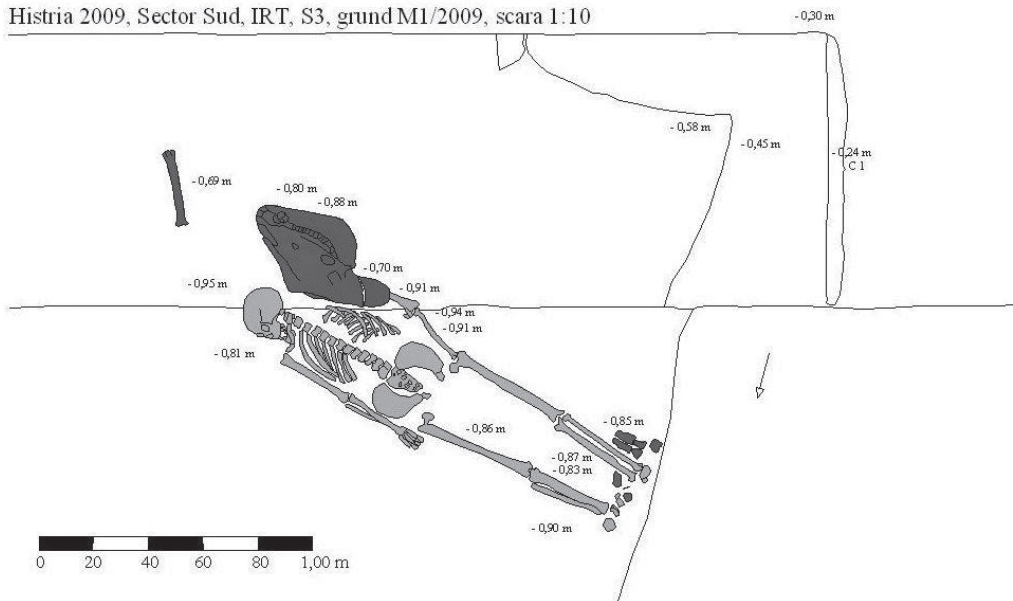 Histria 2009, Sector Sud, IRT, S3, grund M1/2009, scara 1:10
- 0,30 m
- 0,58 m
- 0,45 m
- 0,24 m
C 1
- 0,69 m
- 0,80 m
- 0,88 m
- 0,70 m
- 0,95 m
- 0,91 m
- 0,94 m
- 0,91 m
- 0,81 m
- 0,86 m
- 0,85 m
- 0,87 m
- 0,83 m
- 0,90 m
0 20 40 60 80 1,00 m